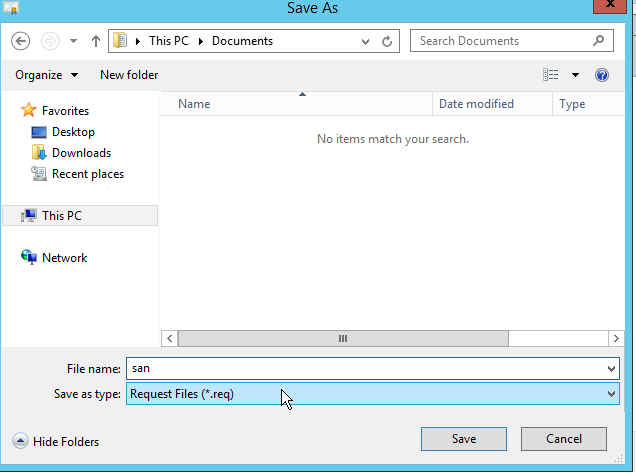 Save As
This PC Documents
Search Documents
Organize New folder
Name Date modified Type
Favorites
Desktop
Downloads
Recent places
This PC
Network
No items match your search.
File name: san
Save as type: Request Files (*.req)
Hide Folders Save Cancel